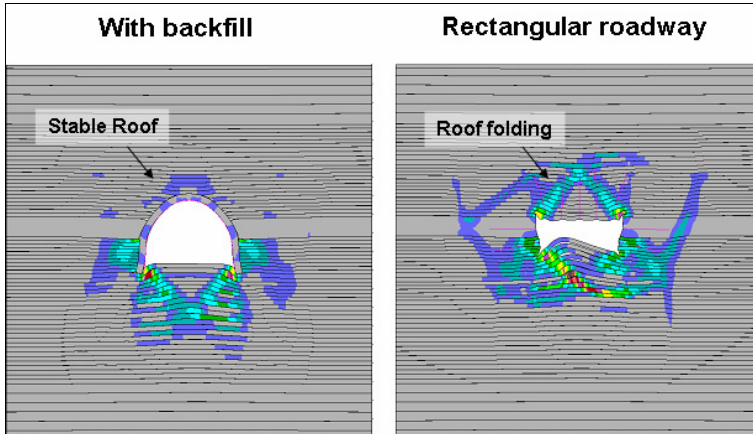 With backfill
Rectangular roadway
Stable Roof
Roof folding